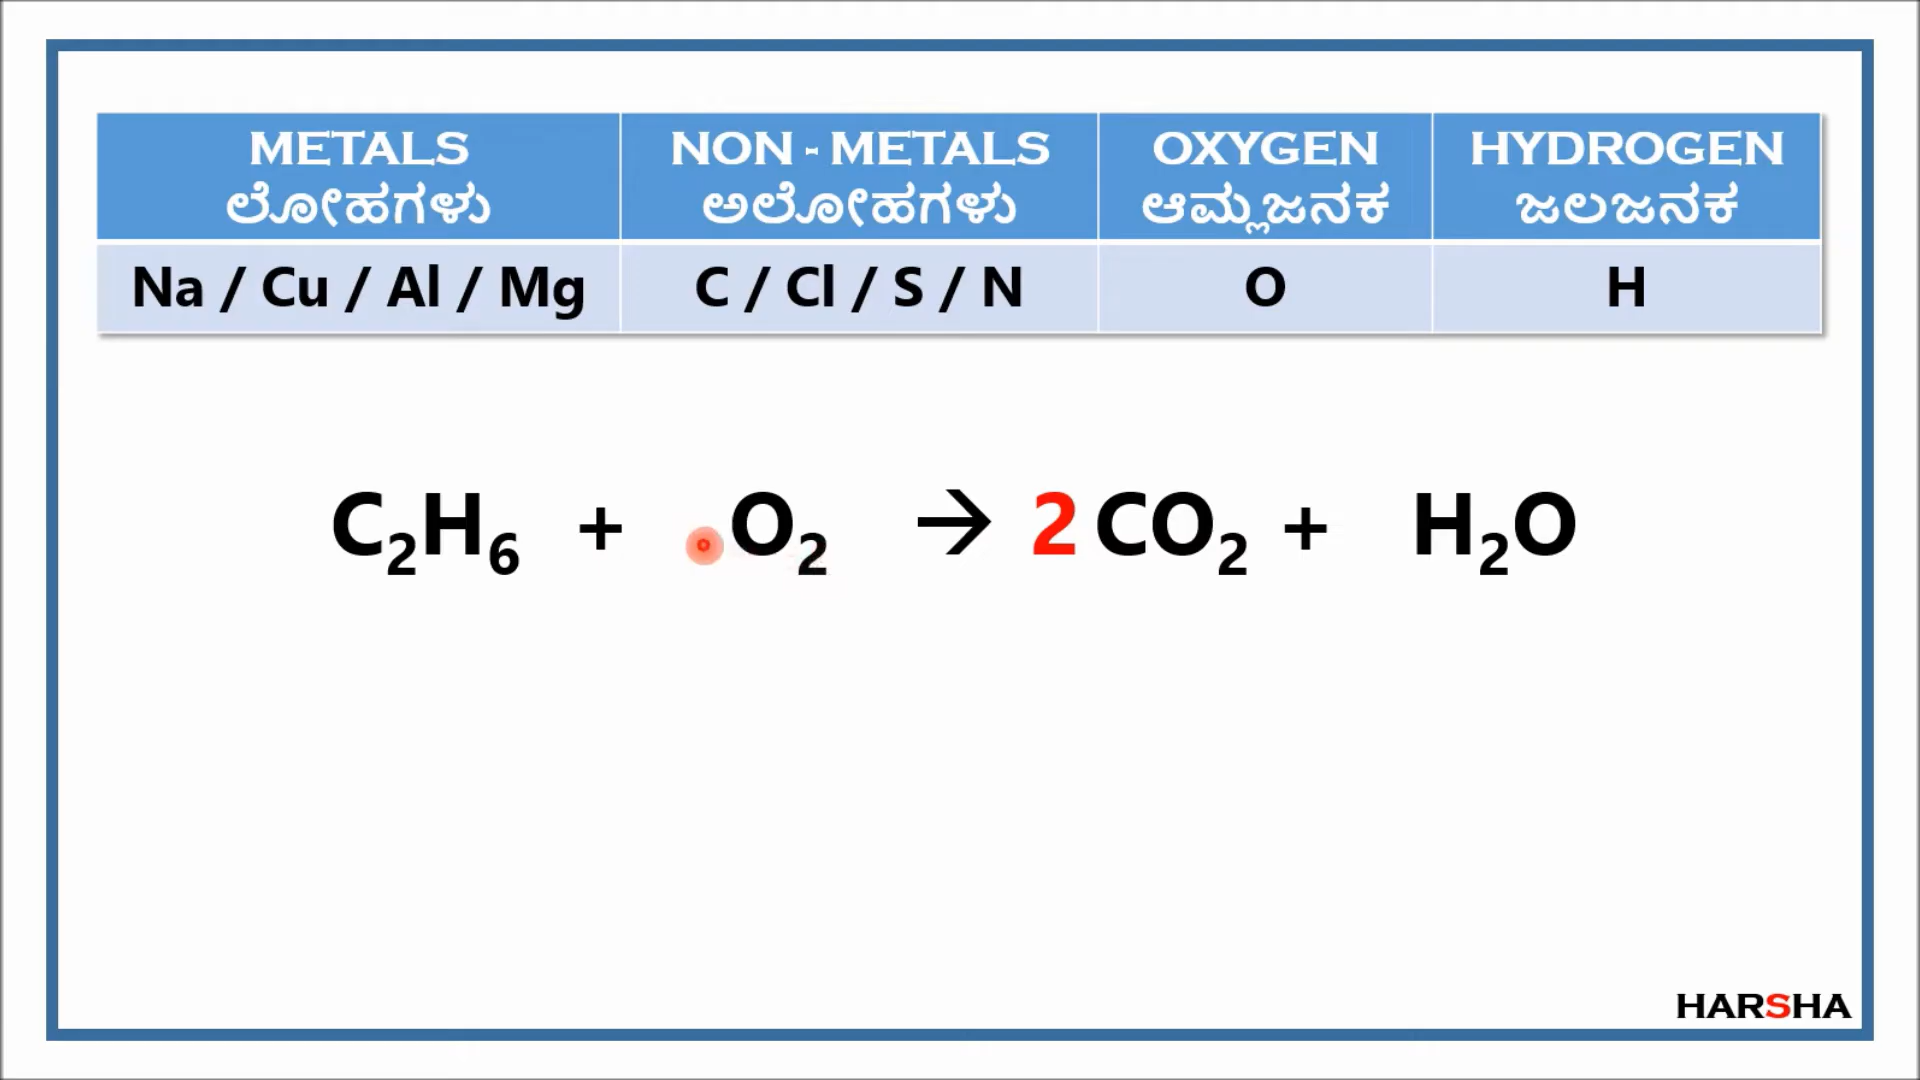 METALS NON - METALS OXYGEN HYDROGEN
ಲೋಹಗಳು ಅಲೋಹಗಳು ಆಮ್ಲಜನಕ ಜಲಜನಕ
Na / Cu / Al / Mg C / Cl / S / N O H
C₂H₆ + O₂ → 2 CO₂ + H₂O
HARSHA